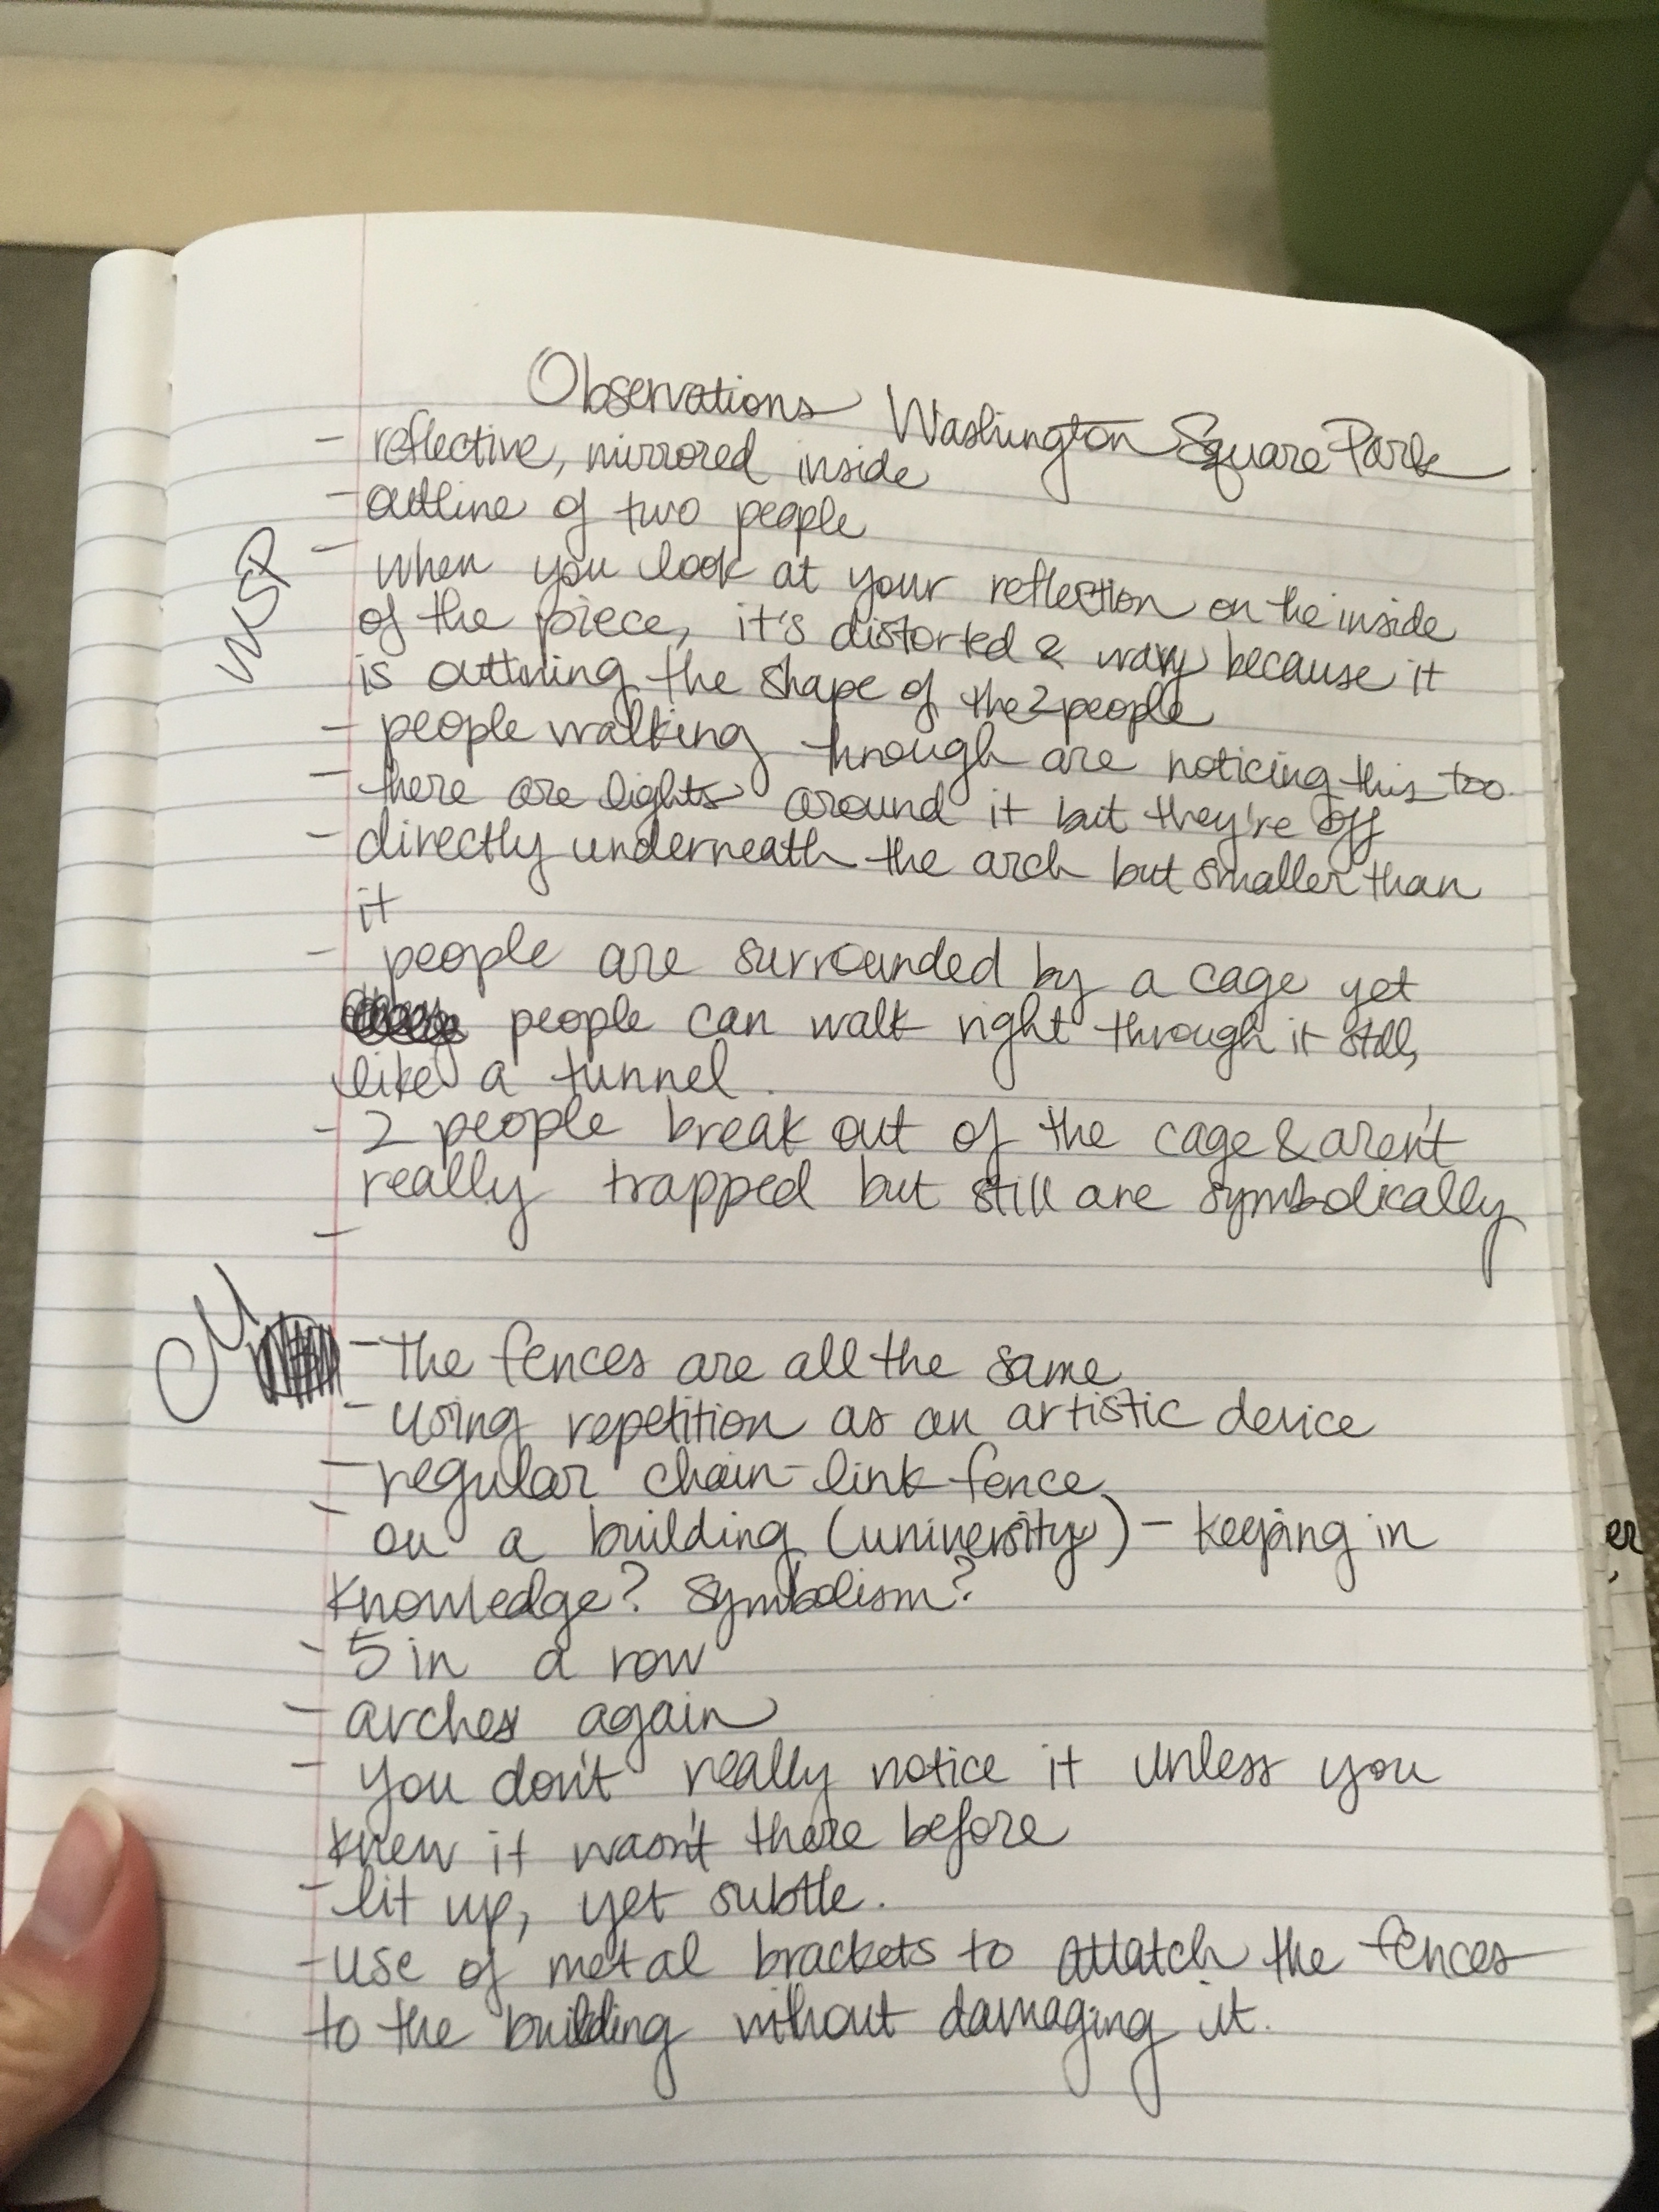 Observations Washington Square Park
- reflective, mirrored inside
- outline of two people
WSP
- when you look at your reflection on the inside
of the piece, it's distorted & wavy because it
is outlining the shape of the 2 people
- people walking through are noticing this too.
- there are lights around it but they're off
- directly underneath the arch but smaller than
it
- people are surrounded by a cage yet
people can walk right through it still,
like a tunnel.
- 2 people break out of the cage & aren't
really trapped but still are symbolically
-
- the fences are all the same
- using repetition as an artistic device
- regular chain-link fence
- on a building (university) - keeping in
knowledge? Symbolism?
- 5 in a row
- arches again
- you don't really notice it unless you
knew it wasn't there before
- lit up, yet subtle.
- use of metal brackets to attatch the fences
to the building without damaging it.
er
,